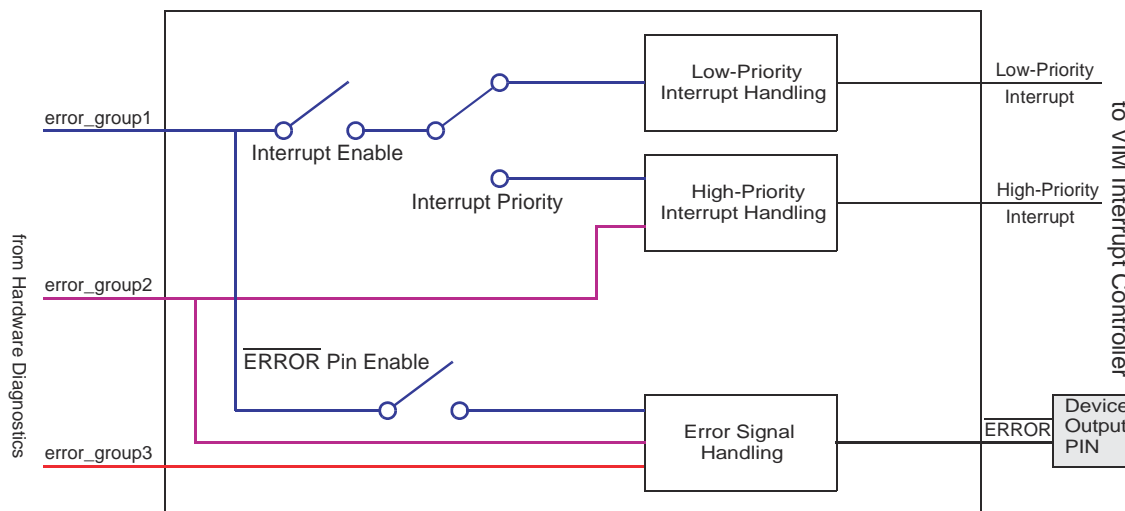 Low-Priority
Interrupt Handling
Low-Priority
Interrupt
error_group1
Interrupt Enable
High-Priority
Interrupt Handling
High-Priority
Interrupt
Interrupt Priority
to VIM Interrupt Controller
from Hardware Diagnostics
error_group2
ERROR Pin Enable
Error Signal
Handling
ERROR
Device
Output
PIN
error_group3